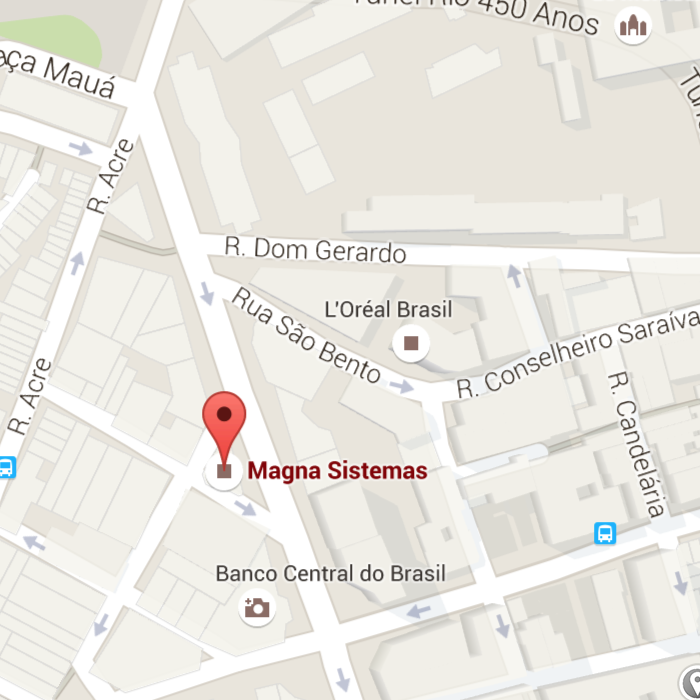 Túnel Rio 450 Anos
ça Mauá
R. Acre
R. Dom Gerardo
L'Oréal Brasil
Rua São Bento
R. Conselheiro Saraiva
R. Acre
R. Candelária
Magna Sistemas
Banco Central do Brasil